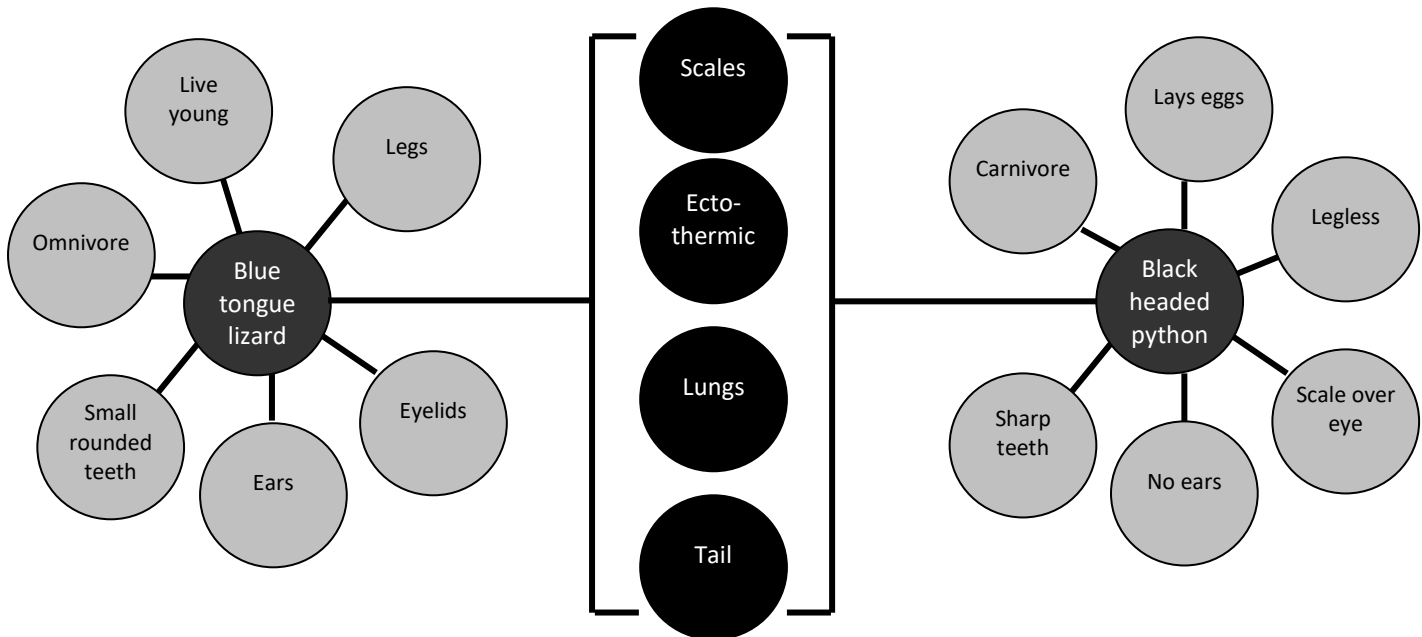 Live
young
Legs
Omnivore
Blue
tongue
lizard
Small
rounded
teeth
Ears
Eyelids
Scales
Ecto-
thermic
Lungs
Tail
Lays eggs
Carnivore
Legless
Black
headed
python
Scale over
eye
Sharp
teeth
No ears